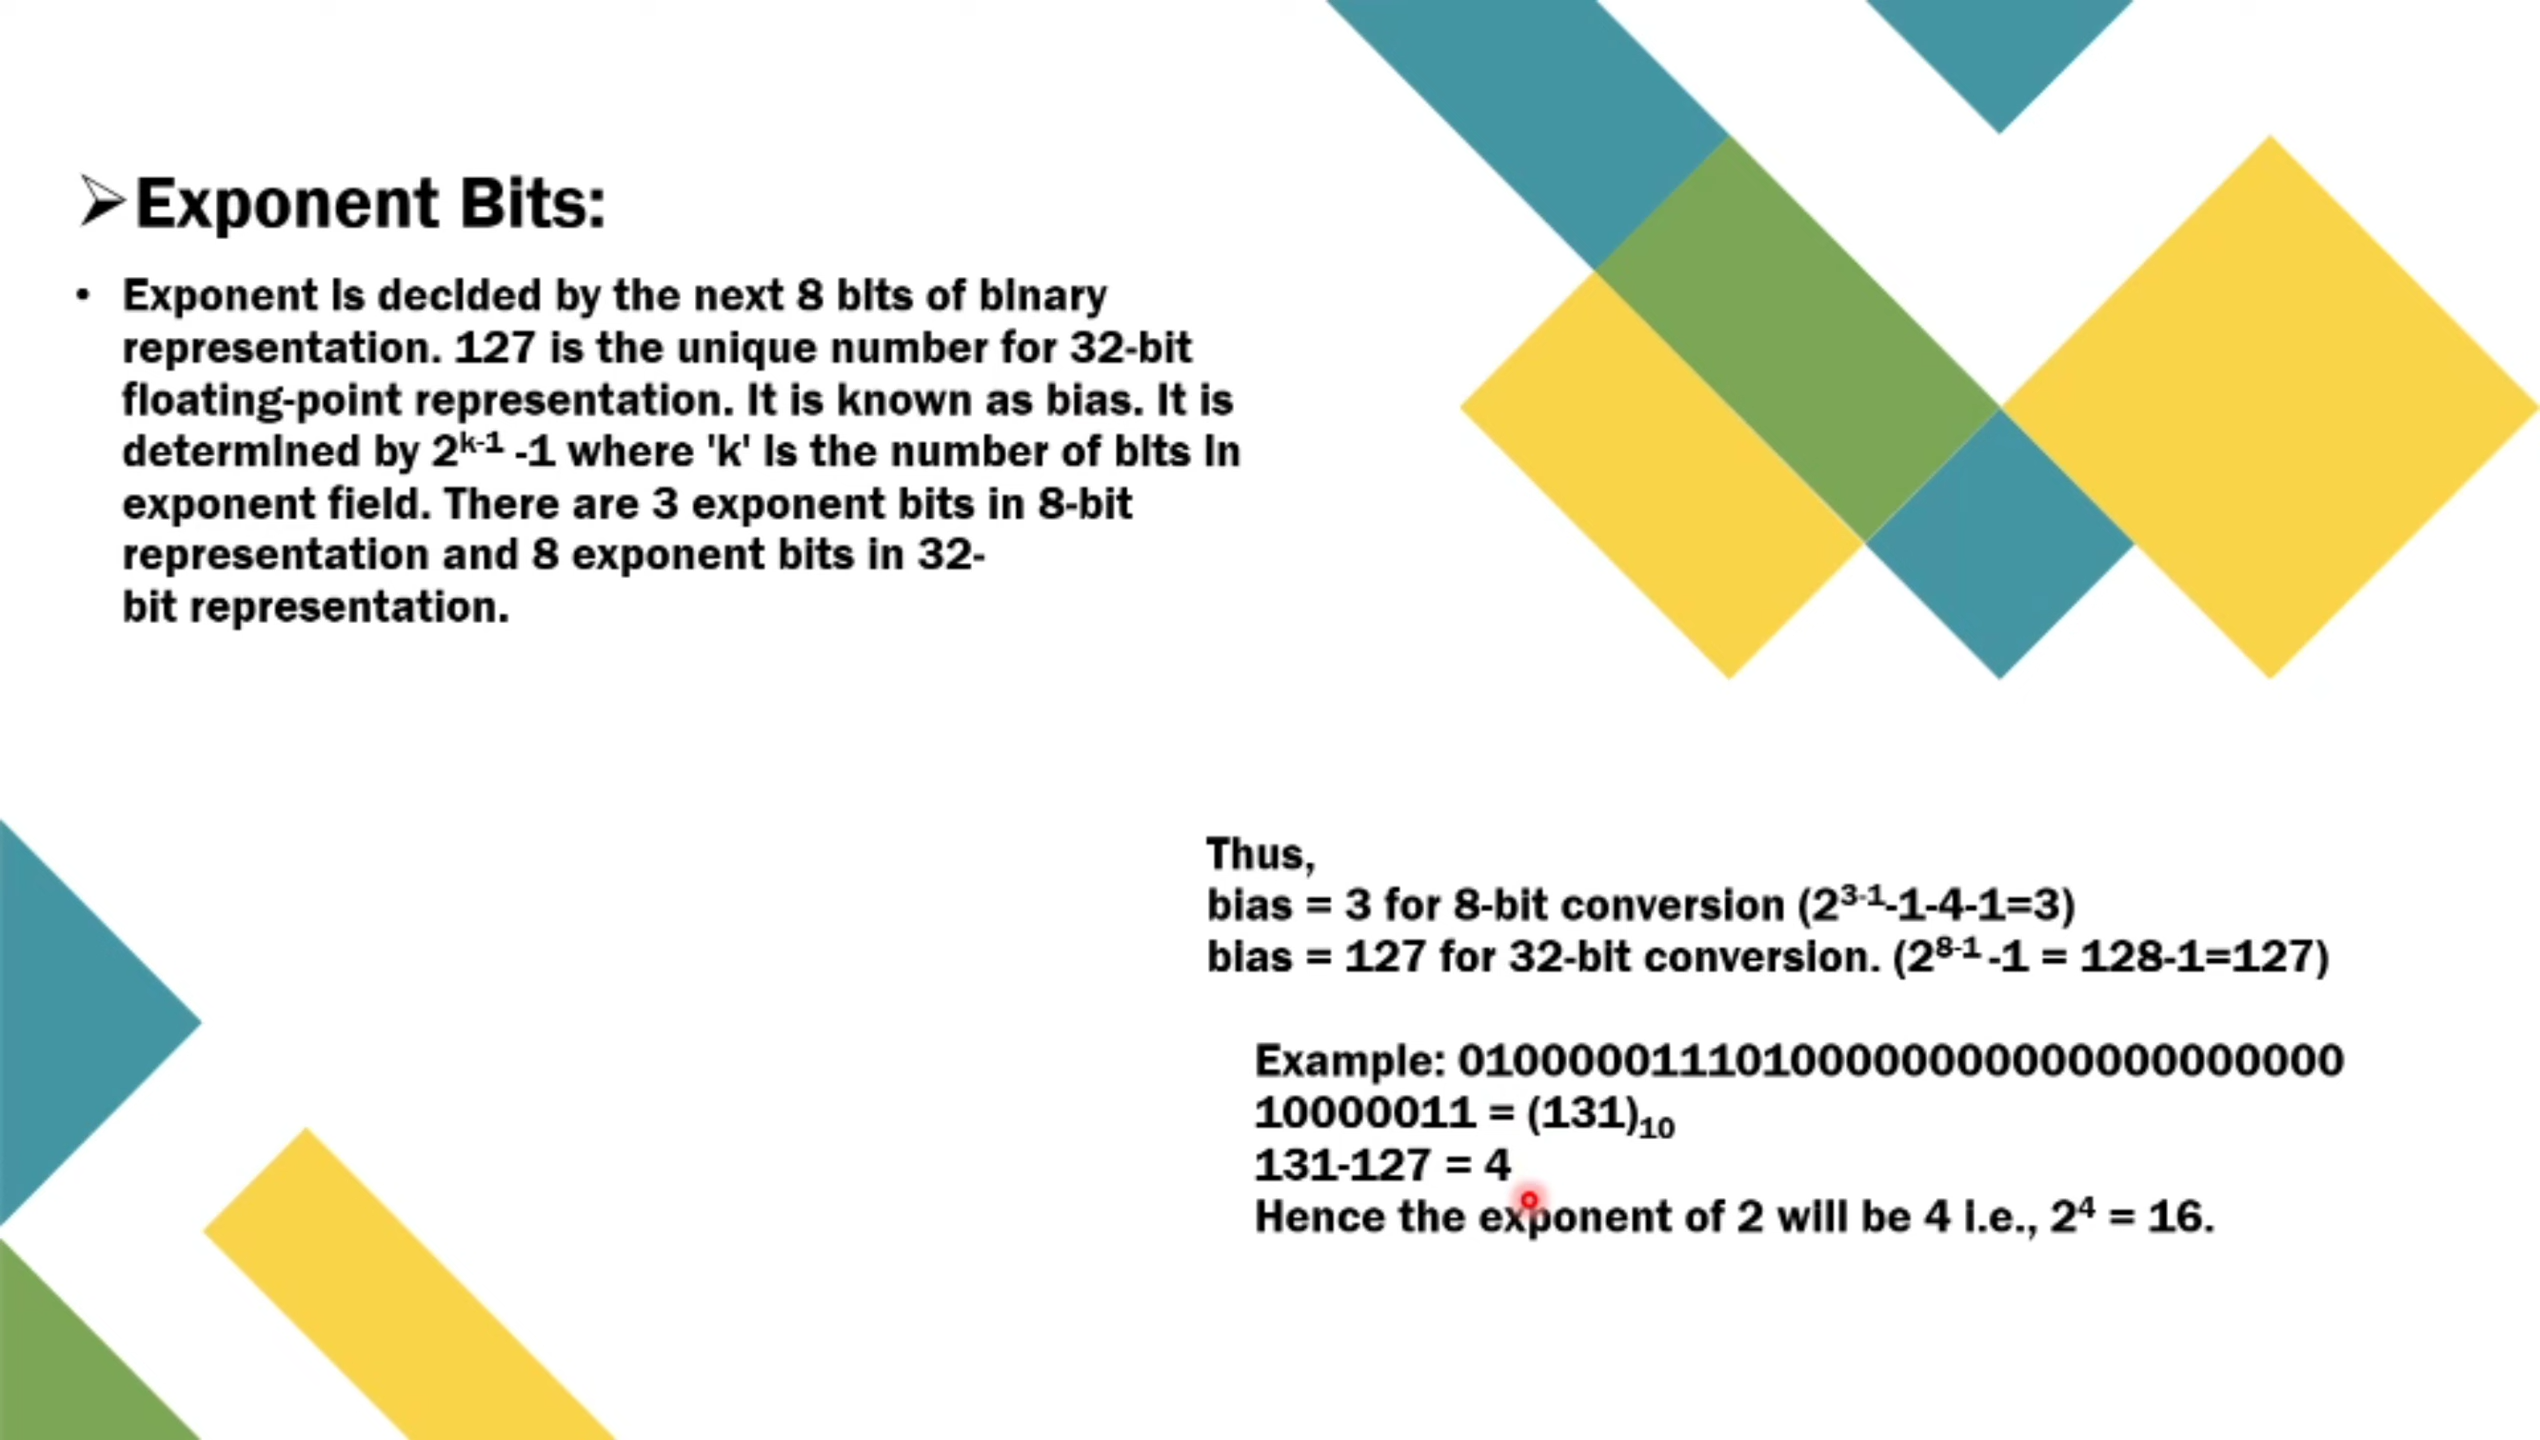 Exponent Bits:
• Exponent is decided by the next 8 bits of binary
representation. 127 is the unique number for 32-bit
floating-point representation. It is known as bias. It is
determined by 2ᵏ⁻¹ -1 where 'k' is the number of bits in
exponent field. There are 3 exponent bits in 8-bit
representation and 8 exponent bits in 32-
bit representation.
Thus,
bias = 3 for 8-bit conversion (2³⁻¹-1-4-1=3)
bias = 127 for 32-bit conversion. (2⁸⁻¹ -1 = 128-1=127)
Example: 01000001110100000000000000000000
10000011 = (131)₁₀
131-127 = 4
Hence the exponent of 2 will be 4 i.e., 2⁴ = 16.